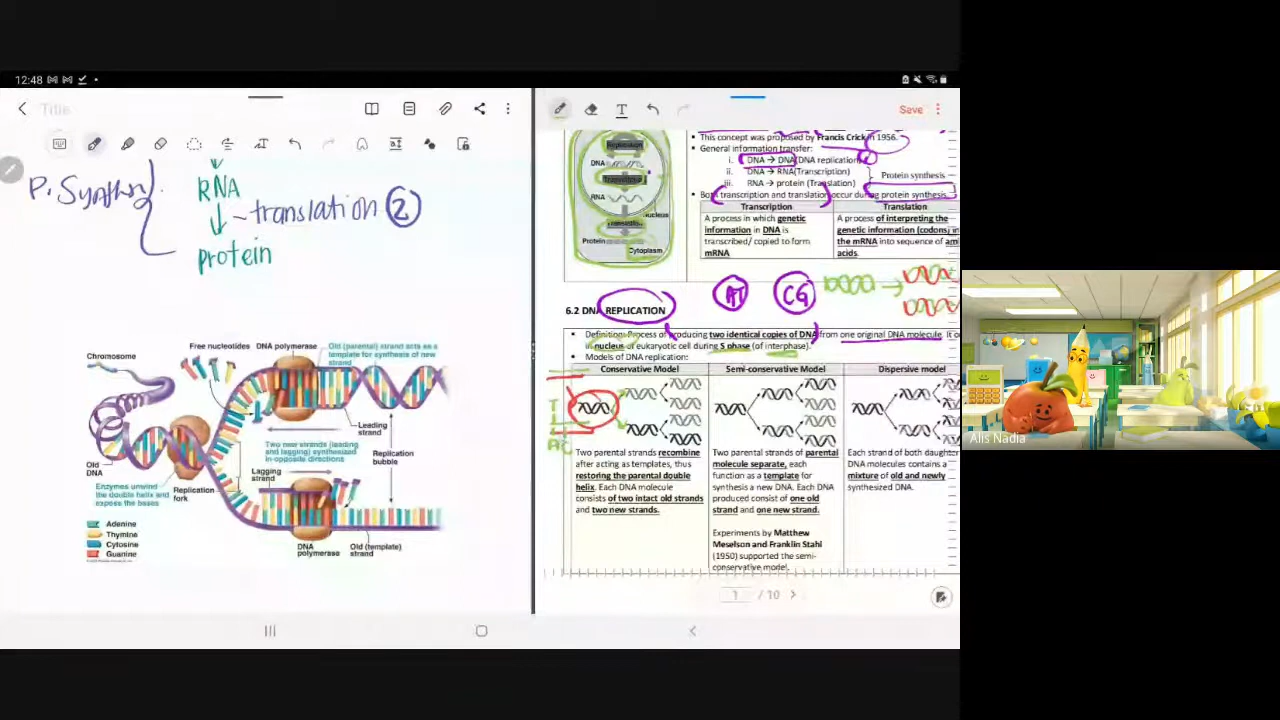 12:48
Title
P. Synthn
RNA
translation 2
protein
Chromosome
Free nucleotides
DNA polymerase
Old (parental) strand acts as a
template for synthesis of new
strand
Leading
strand
Two new strands (leading
and lagging) synthesized
in opposite directions
Replication
bubble
Lagging
strand
Old
DNA
Enzymes unwind
the double helix and
expose the bases
Replication
fork
Adenine
Thymine
Cytosine
Guanine
DNA
polymerase
Old (template)
strand
Save
Replication
DNA
RNA
Nucleus
Protein
Cytoplasm
• This concept was proposed by Francis Crick in 1956.
• General information transfer:
i. DNA → DNA(DNA replication)
ii. DNA → RNA(Transcription)
iii. RNA → protein (Translation)
Protein synthesis
• Both transcription and translation occur during protein synthesis.
Transcription
A process in which genetic
information in DNA is
transcribed/ copied to form
mRNA
Translation
A process of interpreting the
genetic information (codons) in
the mRNA into sequence of am
acids.
AT
CG
6.2 DNA REPLICATION
• Definition: Process of producing two identical copies of DNA from one original DNA molecule. It o
in nucleus of eukaryotic cell during S phase (of interphase).
• Models of DNA replication:
Conservative Model
Semi-conservative Model
Dispersive model
Two parental strands recombine
after acting as templates, thus
restoring the parental double
helix. Each DNA molecule
consists of two intact old strands
and two new strands.
Two parental strands of parental
molecule separate, each
function as a template for
synthesis a new DNA. Each DNA
produced consist of one old
strand and one new strand.
Experiments by Matthew
Meselson and Franklin Stahl
(1950) supported the semi-
conservative model.
Each strand of both daughter
DNA molecules contains a
mixture of old and newly
synthesized DNA.
1 / 10
Alis Nadia